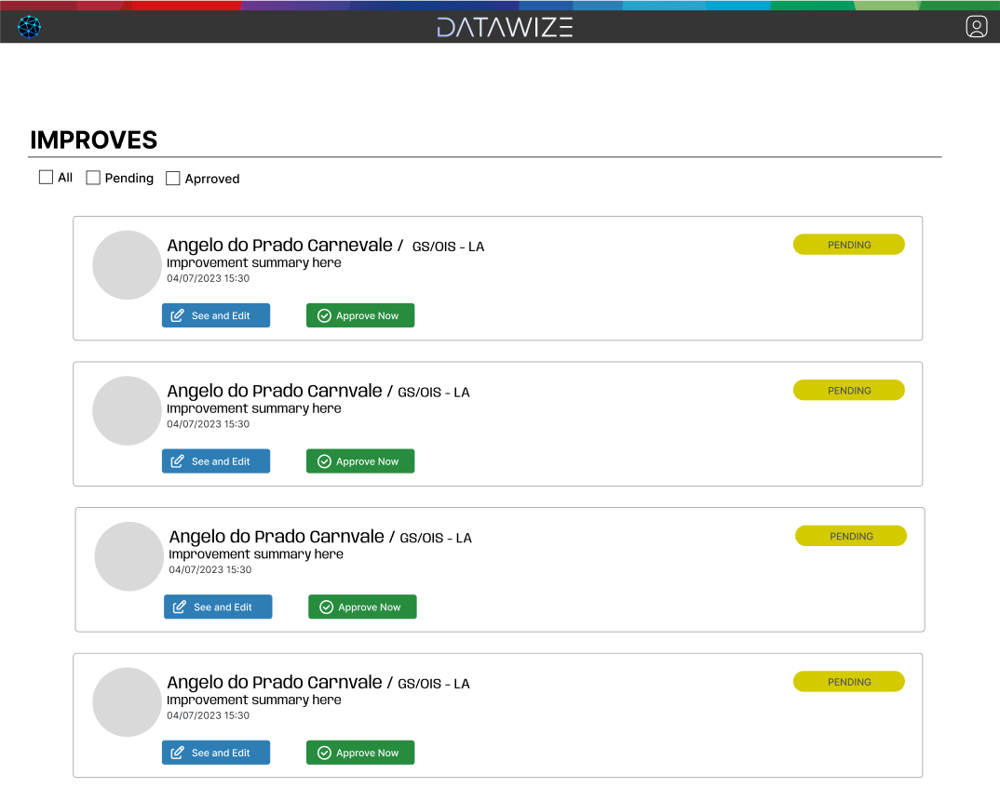 DATAWIZE
IMPROVES
All Pending Aprroved
Angelo do Prado Carnevale / GS/OIS - LA
PENDING
Improvement summary here
04/07/2023 15:30
See and Edit Approve Now
Angelo do Prado Carnvale / GS/OIS - LA
PENDING
Improvement summary here
04/07/2023 15:30
See and Edit Approve Now
Angelo do Prado Carnvale / GS/OIS - LA
PENDING
Improvement summary here
04/07/2023 15:30
See and Edit Approve Now
Angelo do Prado Carnvale / GS/OIS - LA
PENDING
Improvement summary here
04/07/2023 15:30
See and Edit Approve Now